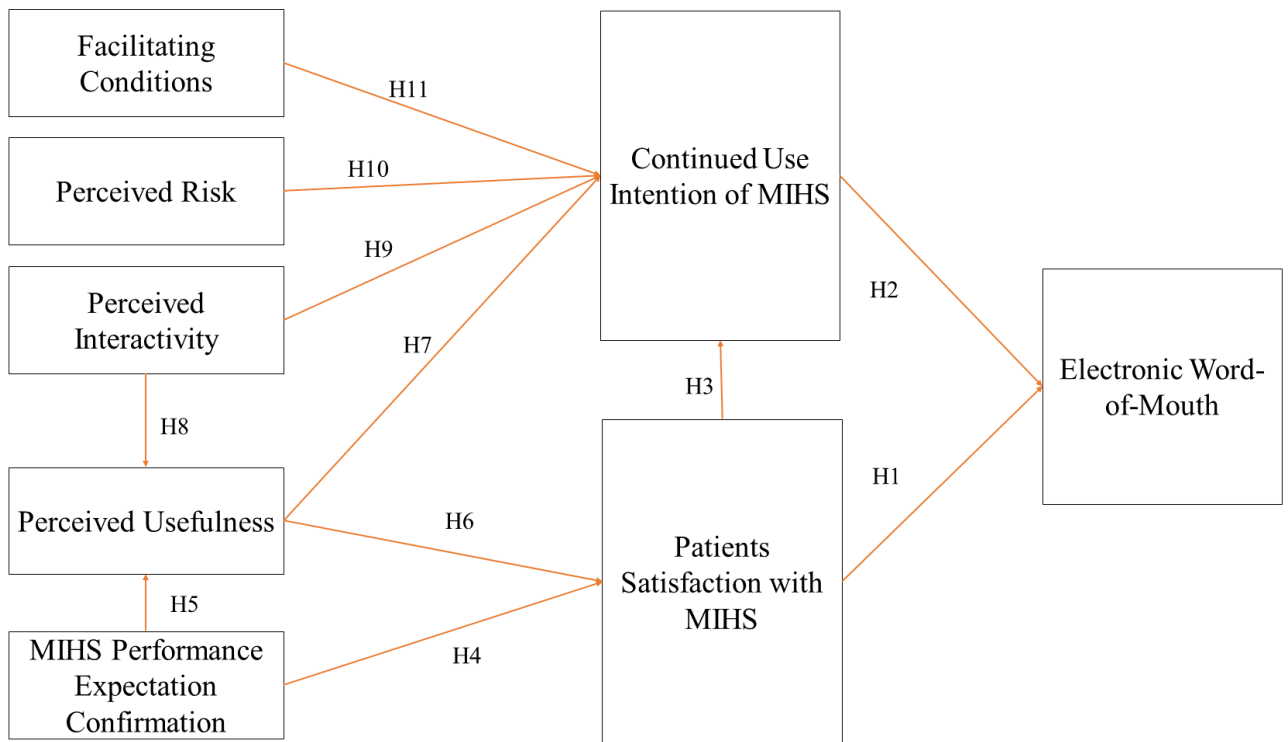 Facilitating
Conditions
H11
Perceived Risk
H10
Perceived
Interactivity
H9
H8
H7
Perceived Usefulness
H6
H5
MIHS Performance
Expectation
Confirmation
H4
Continued Use
Intention of MIHS
H3
Patients
Satisfaction with
MIHS
H2
H1
Electronic Word-
of-Mouth